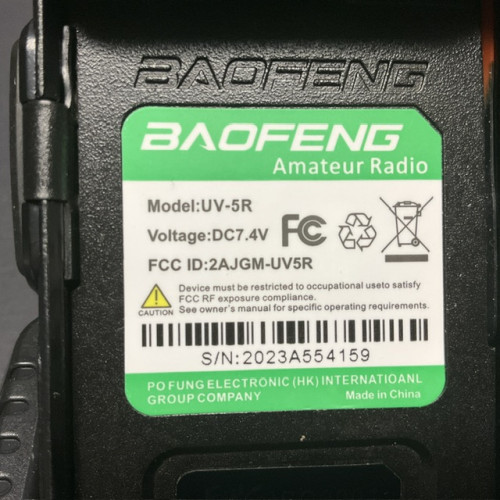 BAOFENG
BAOFENG
Amateur Radio
Model:UV-5R
Voltage:DC7.4V
FC
FCC ID:2AJGM-UV5R
Device must be restricted to occupational useto satisfy
FCC RF exposure compliance.
CAUTION See owner's manual for specific operating requirements.
S/N:2023A554159
PO FUNG ELECTRONIC (HK) INTERNATIOANL
GROUP COMPANY Made in China